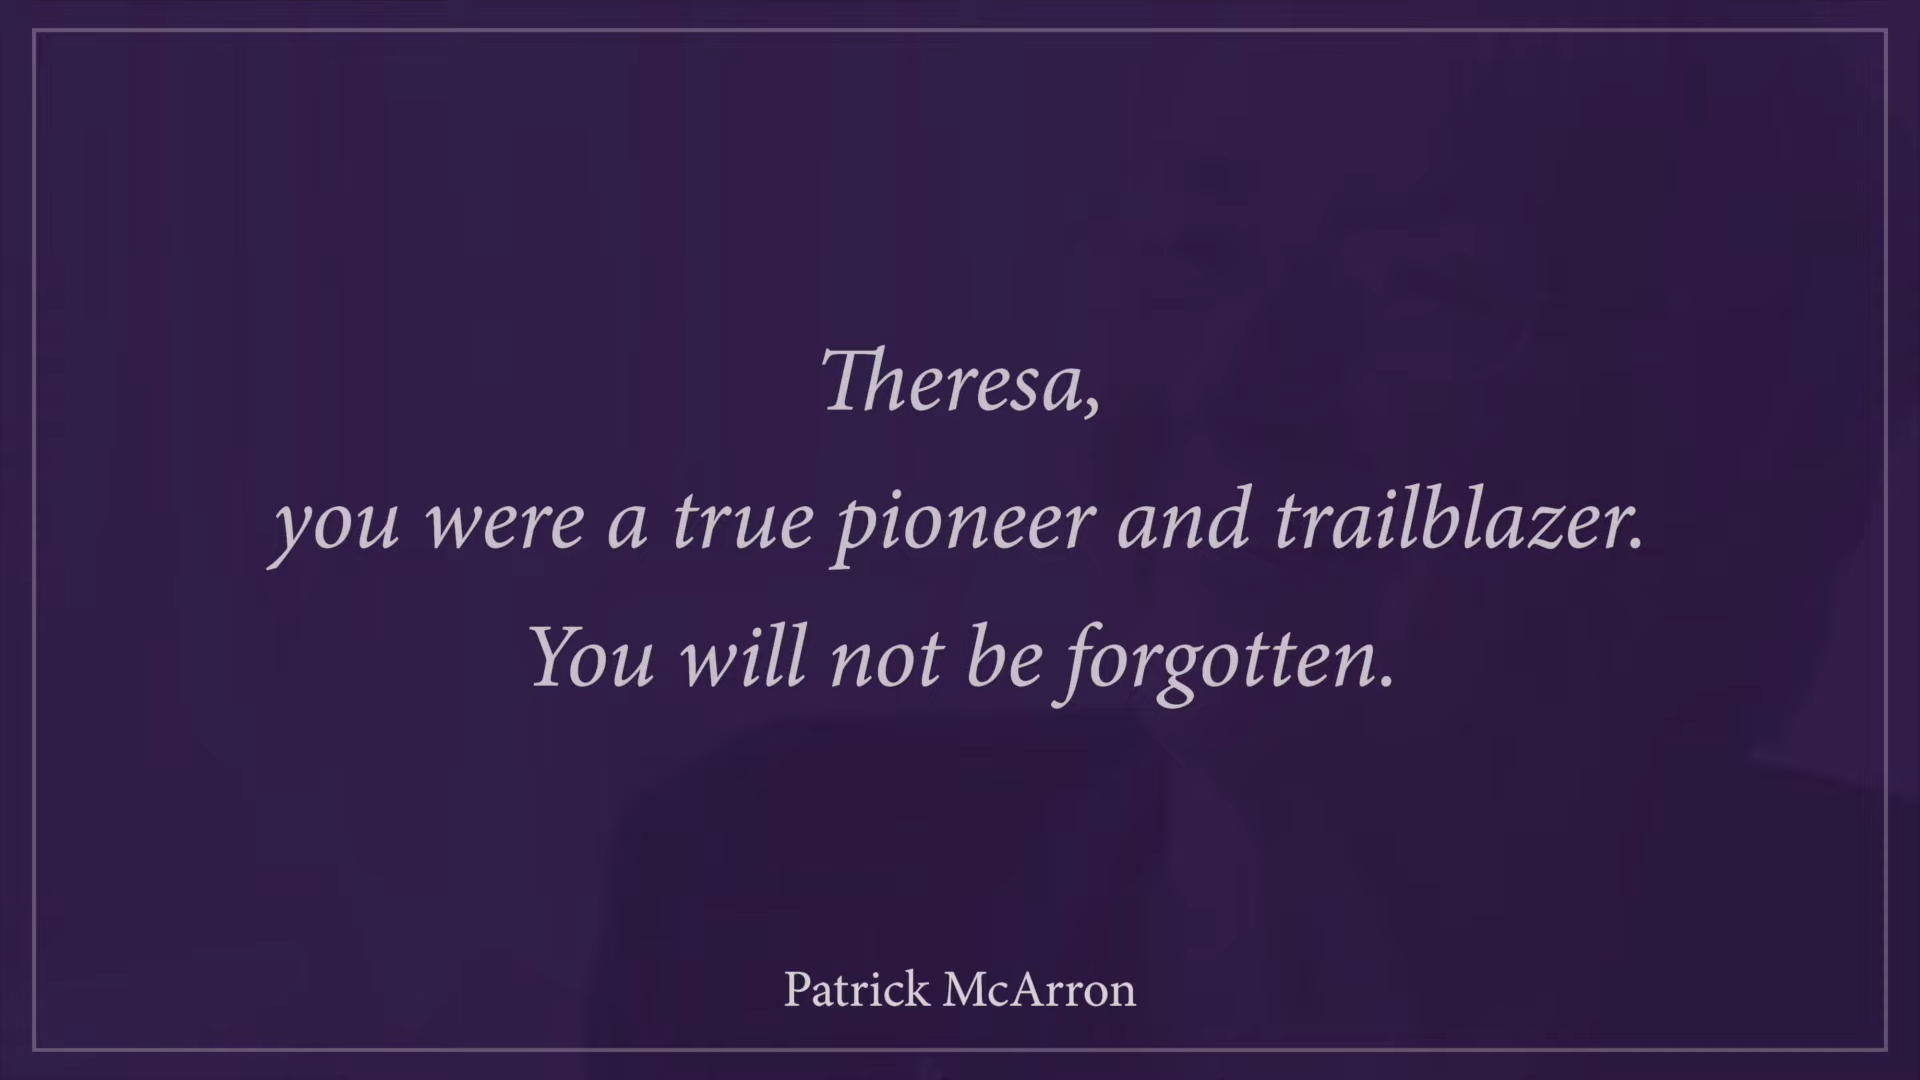 Theresa,
you were a true pioneer and trailblazer.
You will not be forgotten.
Patrick McArron